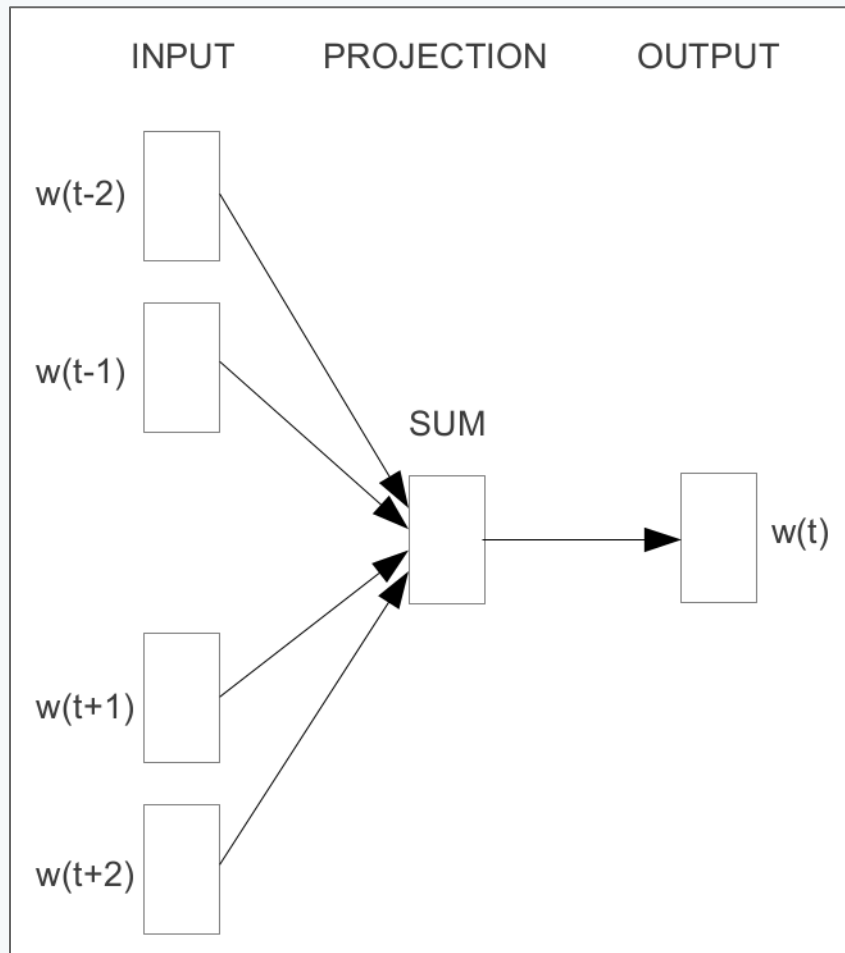 INPUT PROJECTION OUTPUT
w(t-2)
w(t-1)
SUM
w(t)
w(t+1)
w(t+2)